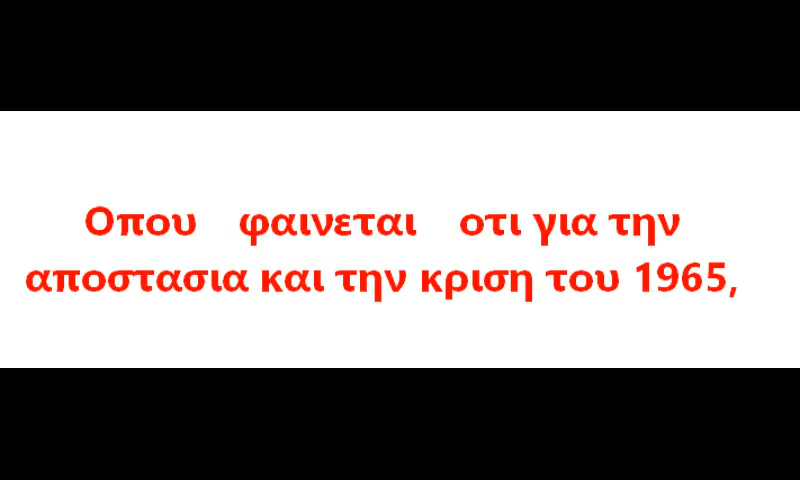 Οπου φαινεται οτι για την
αποστασια και την κριση του 1965,